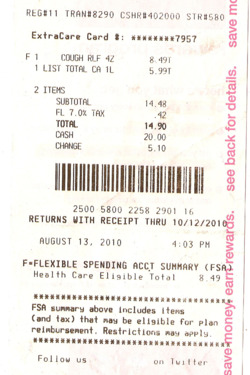 REG#11 TRAN#8290 CSHR#402000 STR#580
ExtraCare Card #: ********7957
F 1 COUGH RLF 4Z 8.49T
1 LIST TOTAL CA 1L 5.99T
2 ITEMS
SUBTOTAL 14.48
FL 7.0% TAX .42
TOTAL 14.90
CASH 20.00
CHANGE 5.10
2500 5800 2258 2901 16
RETURNS WITH RECEIPT THRU 10/12/2010
AUGUST 13, 2010 4:03 PM
F=FLEXIBLE SPENDING ACCT SUMMARY (FSA)
Health Care Eligible Total 8.49
************************************
FSA summary above includes items
(and tax) that may be eligible for plan
reimbursement. Restrictions may apply.
************************************
Follow us on Twitter
save money. earn rewards. see back for details.
save